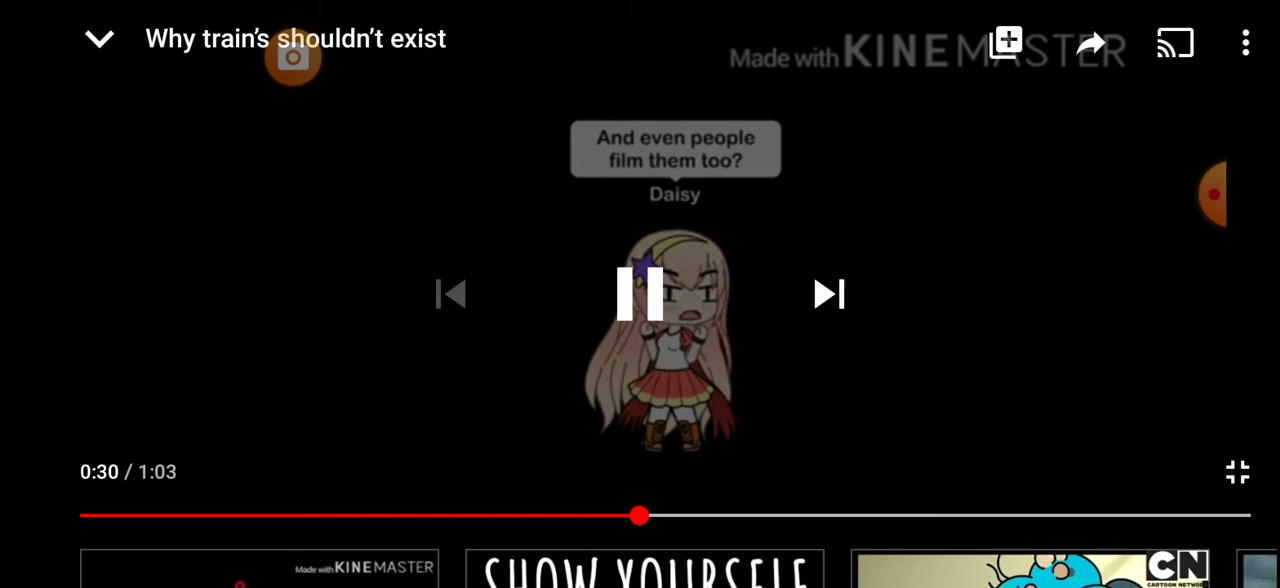 Why train’s shouldn’t exist
Made with KINEMASTER
And even people
film them too?
Daisy
0:30 / 1:03
Made with KINEMASTER
SHOW YOURSELF
CN
CARTOON NETWORK